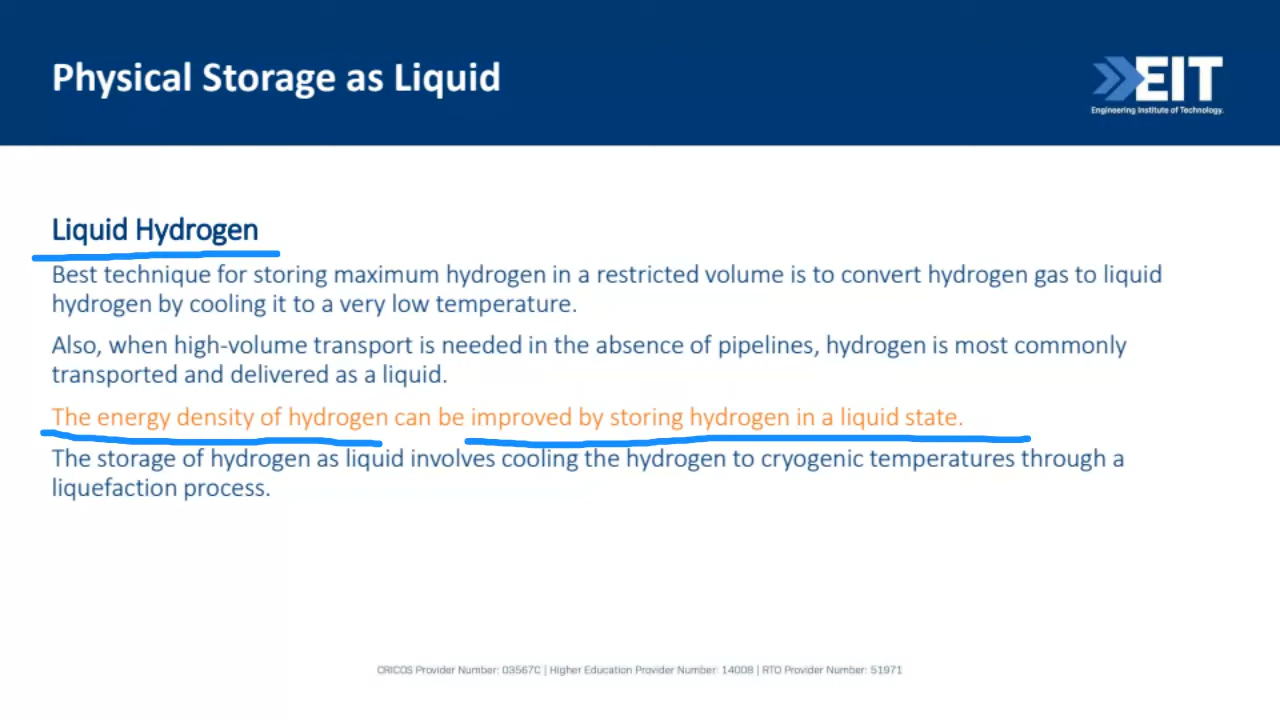 Physical Storage as Liquid
EIT
Engineering Institute of Technology.
Liquid Hydrogen
Best technique for storing maximum hydrogen in a restricted volume is to convert hydrogen gas to liquid
hydrogen by cooling it to a very low temperature.
Also, when high-volume transport is needed in the absence of pipelines, hydrogen is most commonly
transported and delivered as a liquid.
The energy density of hydrogen can be improved by storing hydrogen in a liquid state.
The storage of hydrogen as liquid involves cooling the hydrogen to cryogenic temperatures through a
liquefaction process.
CRICOS Provider Number: 03567C | Higher Education Provider Number: 14008 | RTO Provider Number: 51971